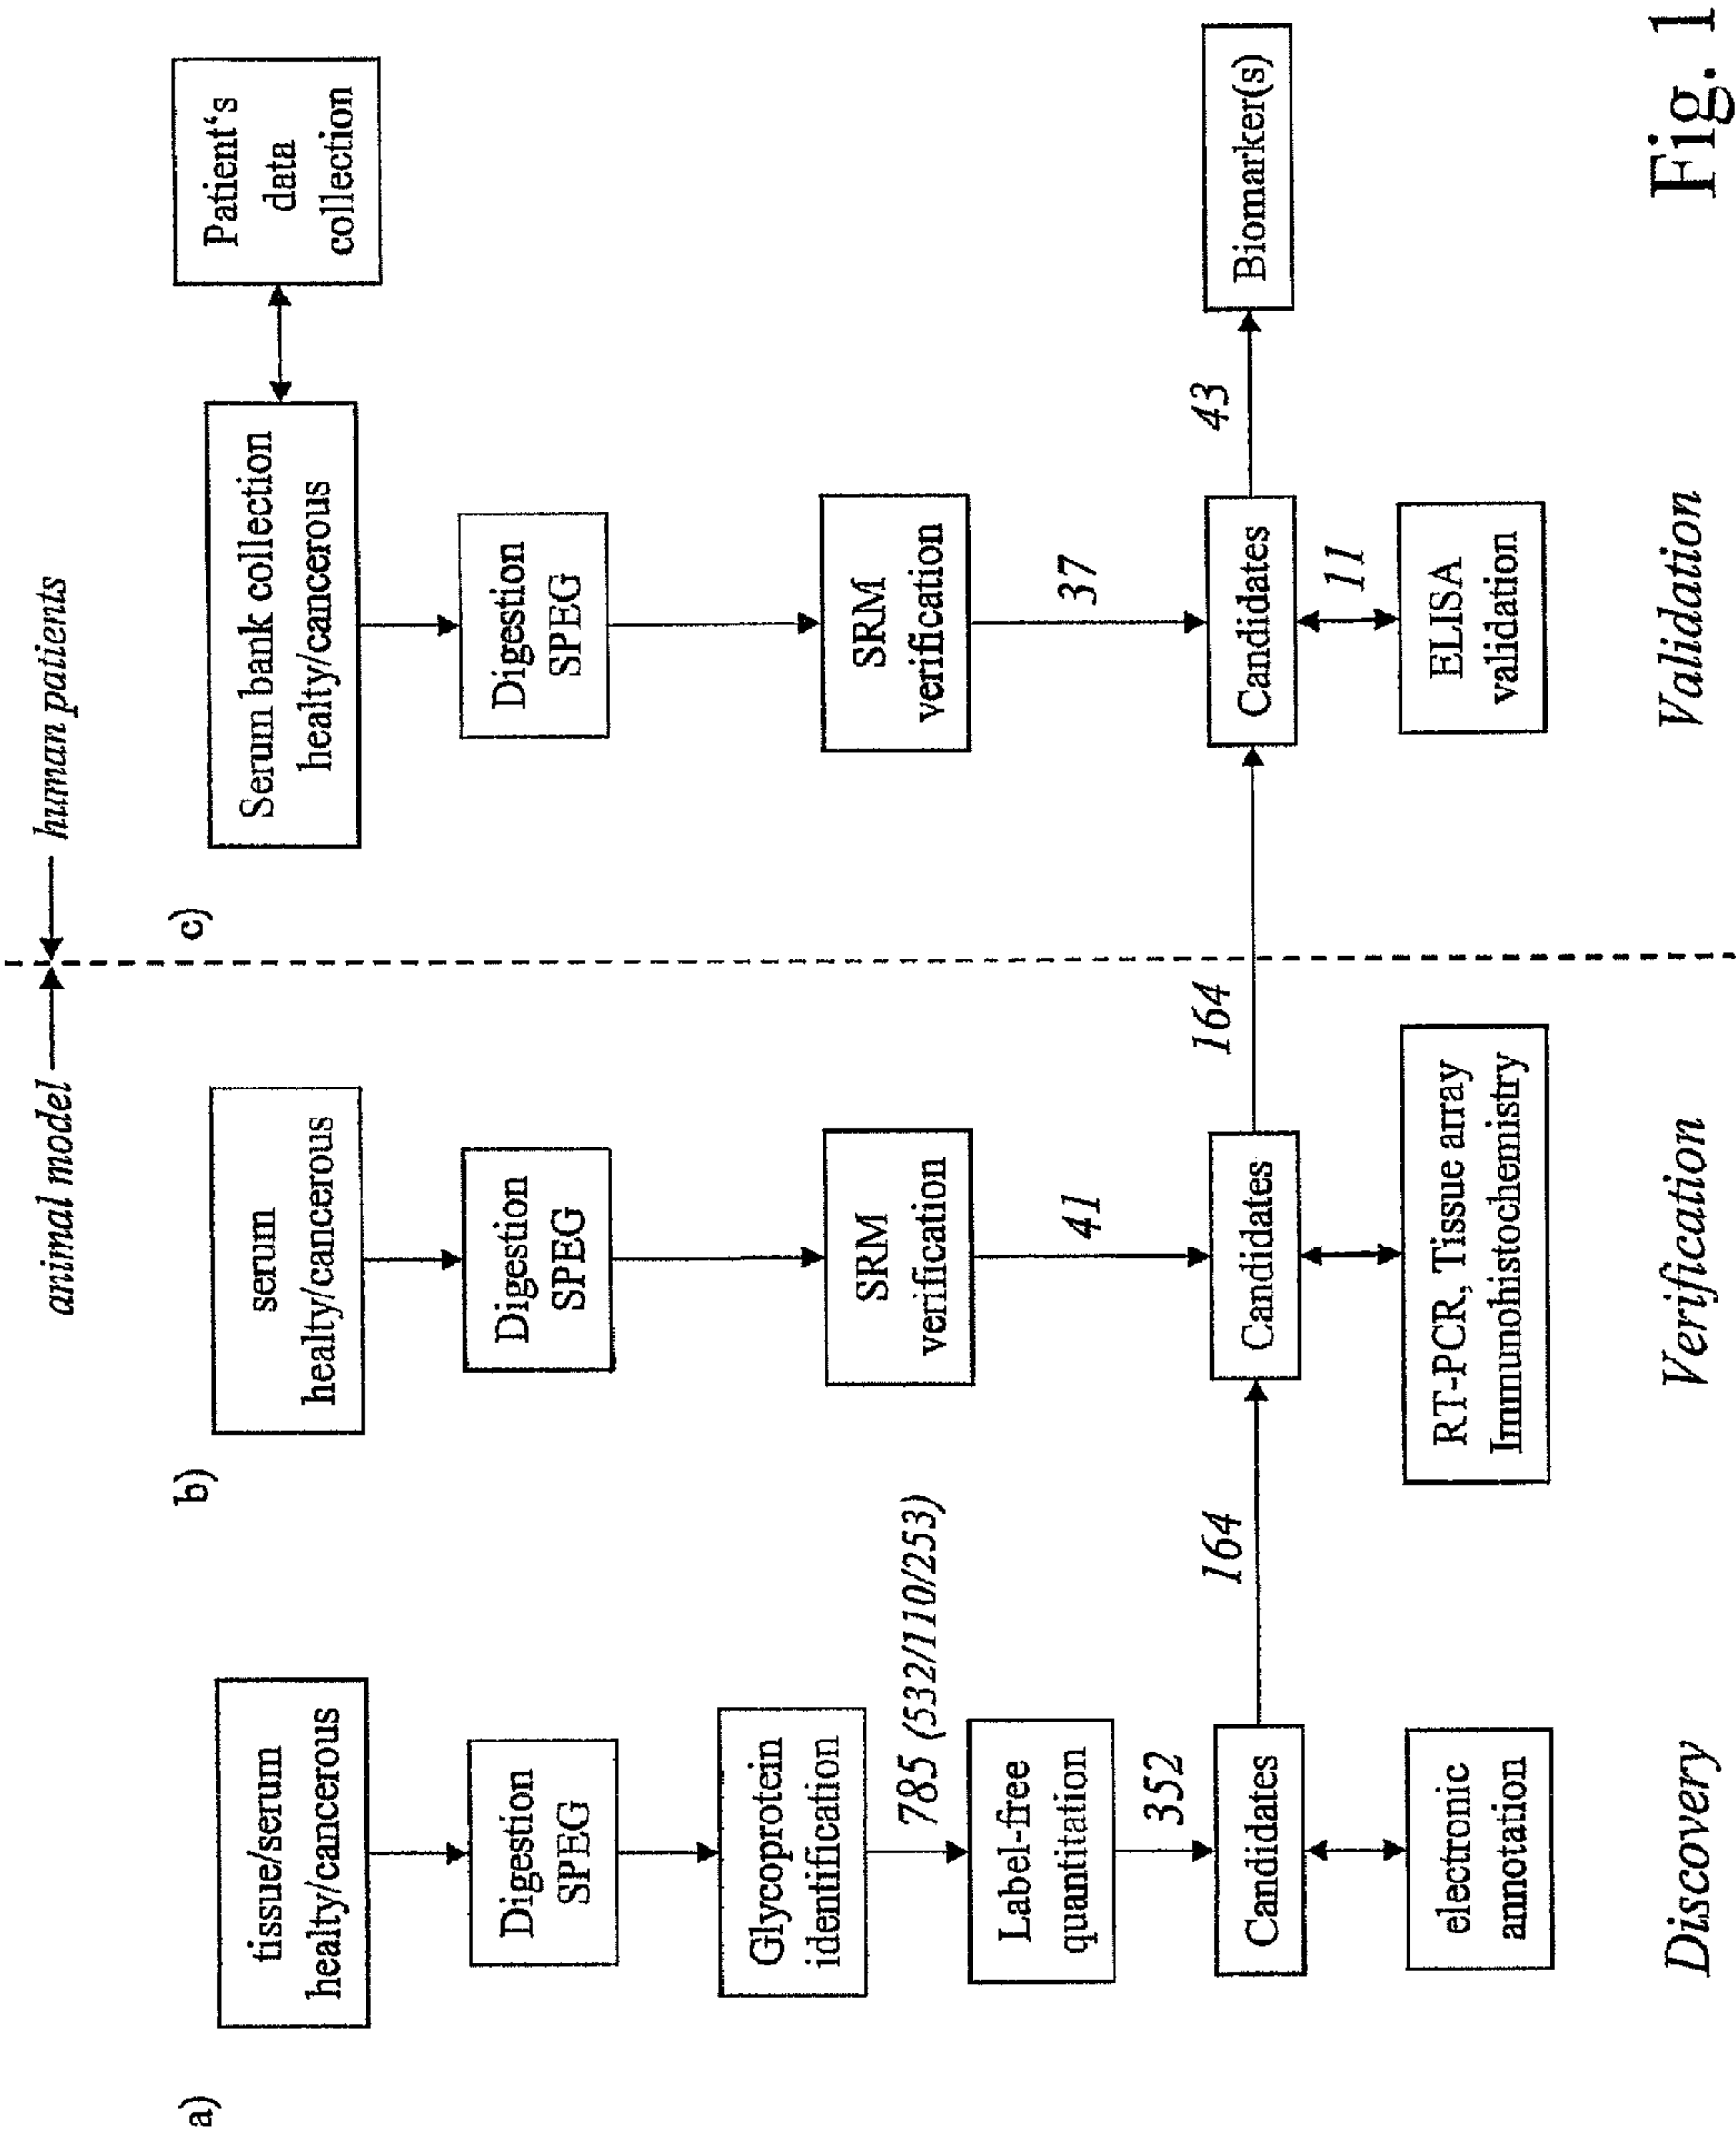 animal model
human patients
a)
tissue/serum
healty/cancerous
Digestion
SPEG
Glycoprotein
identification
785 (532/110/253)
Label-free
quantitation
352
Candidates
164
electronic
annotation
Discovery
b)
serum
healty/cancerous
Digestion
SPEG
SRM
verification
41
Candidates
164
RT-PCR, Tissue array
Immunohistochemistry
Verification
c)
Serum bank collection
healty/cancerous
Patient's
data
collection
Digestion
SPEG
SRM
verification
37
Candidates
43
Biomarker(s)
11
ELISA
validation
Validation
Fig. 1